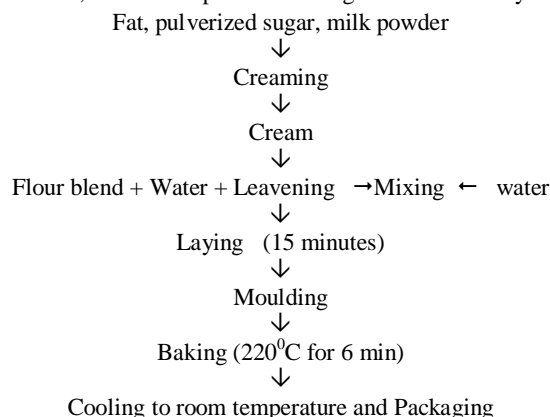 Fat, pulverized sugar, milk powder
↓
Creaming
↓
Cream
↓
Flour blend + Water + Leavening →Mixing ← water
↓
Laying (15 minutes)
↓
Moulding
↓
Baking (220⁰C for 6 min)
↓
Cooling to room temperature and Packaging